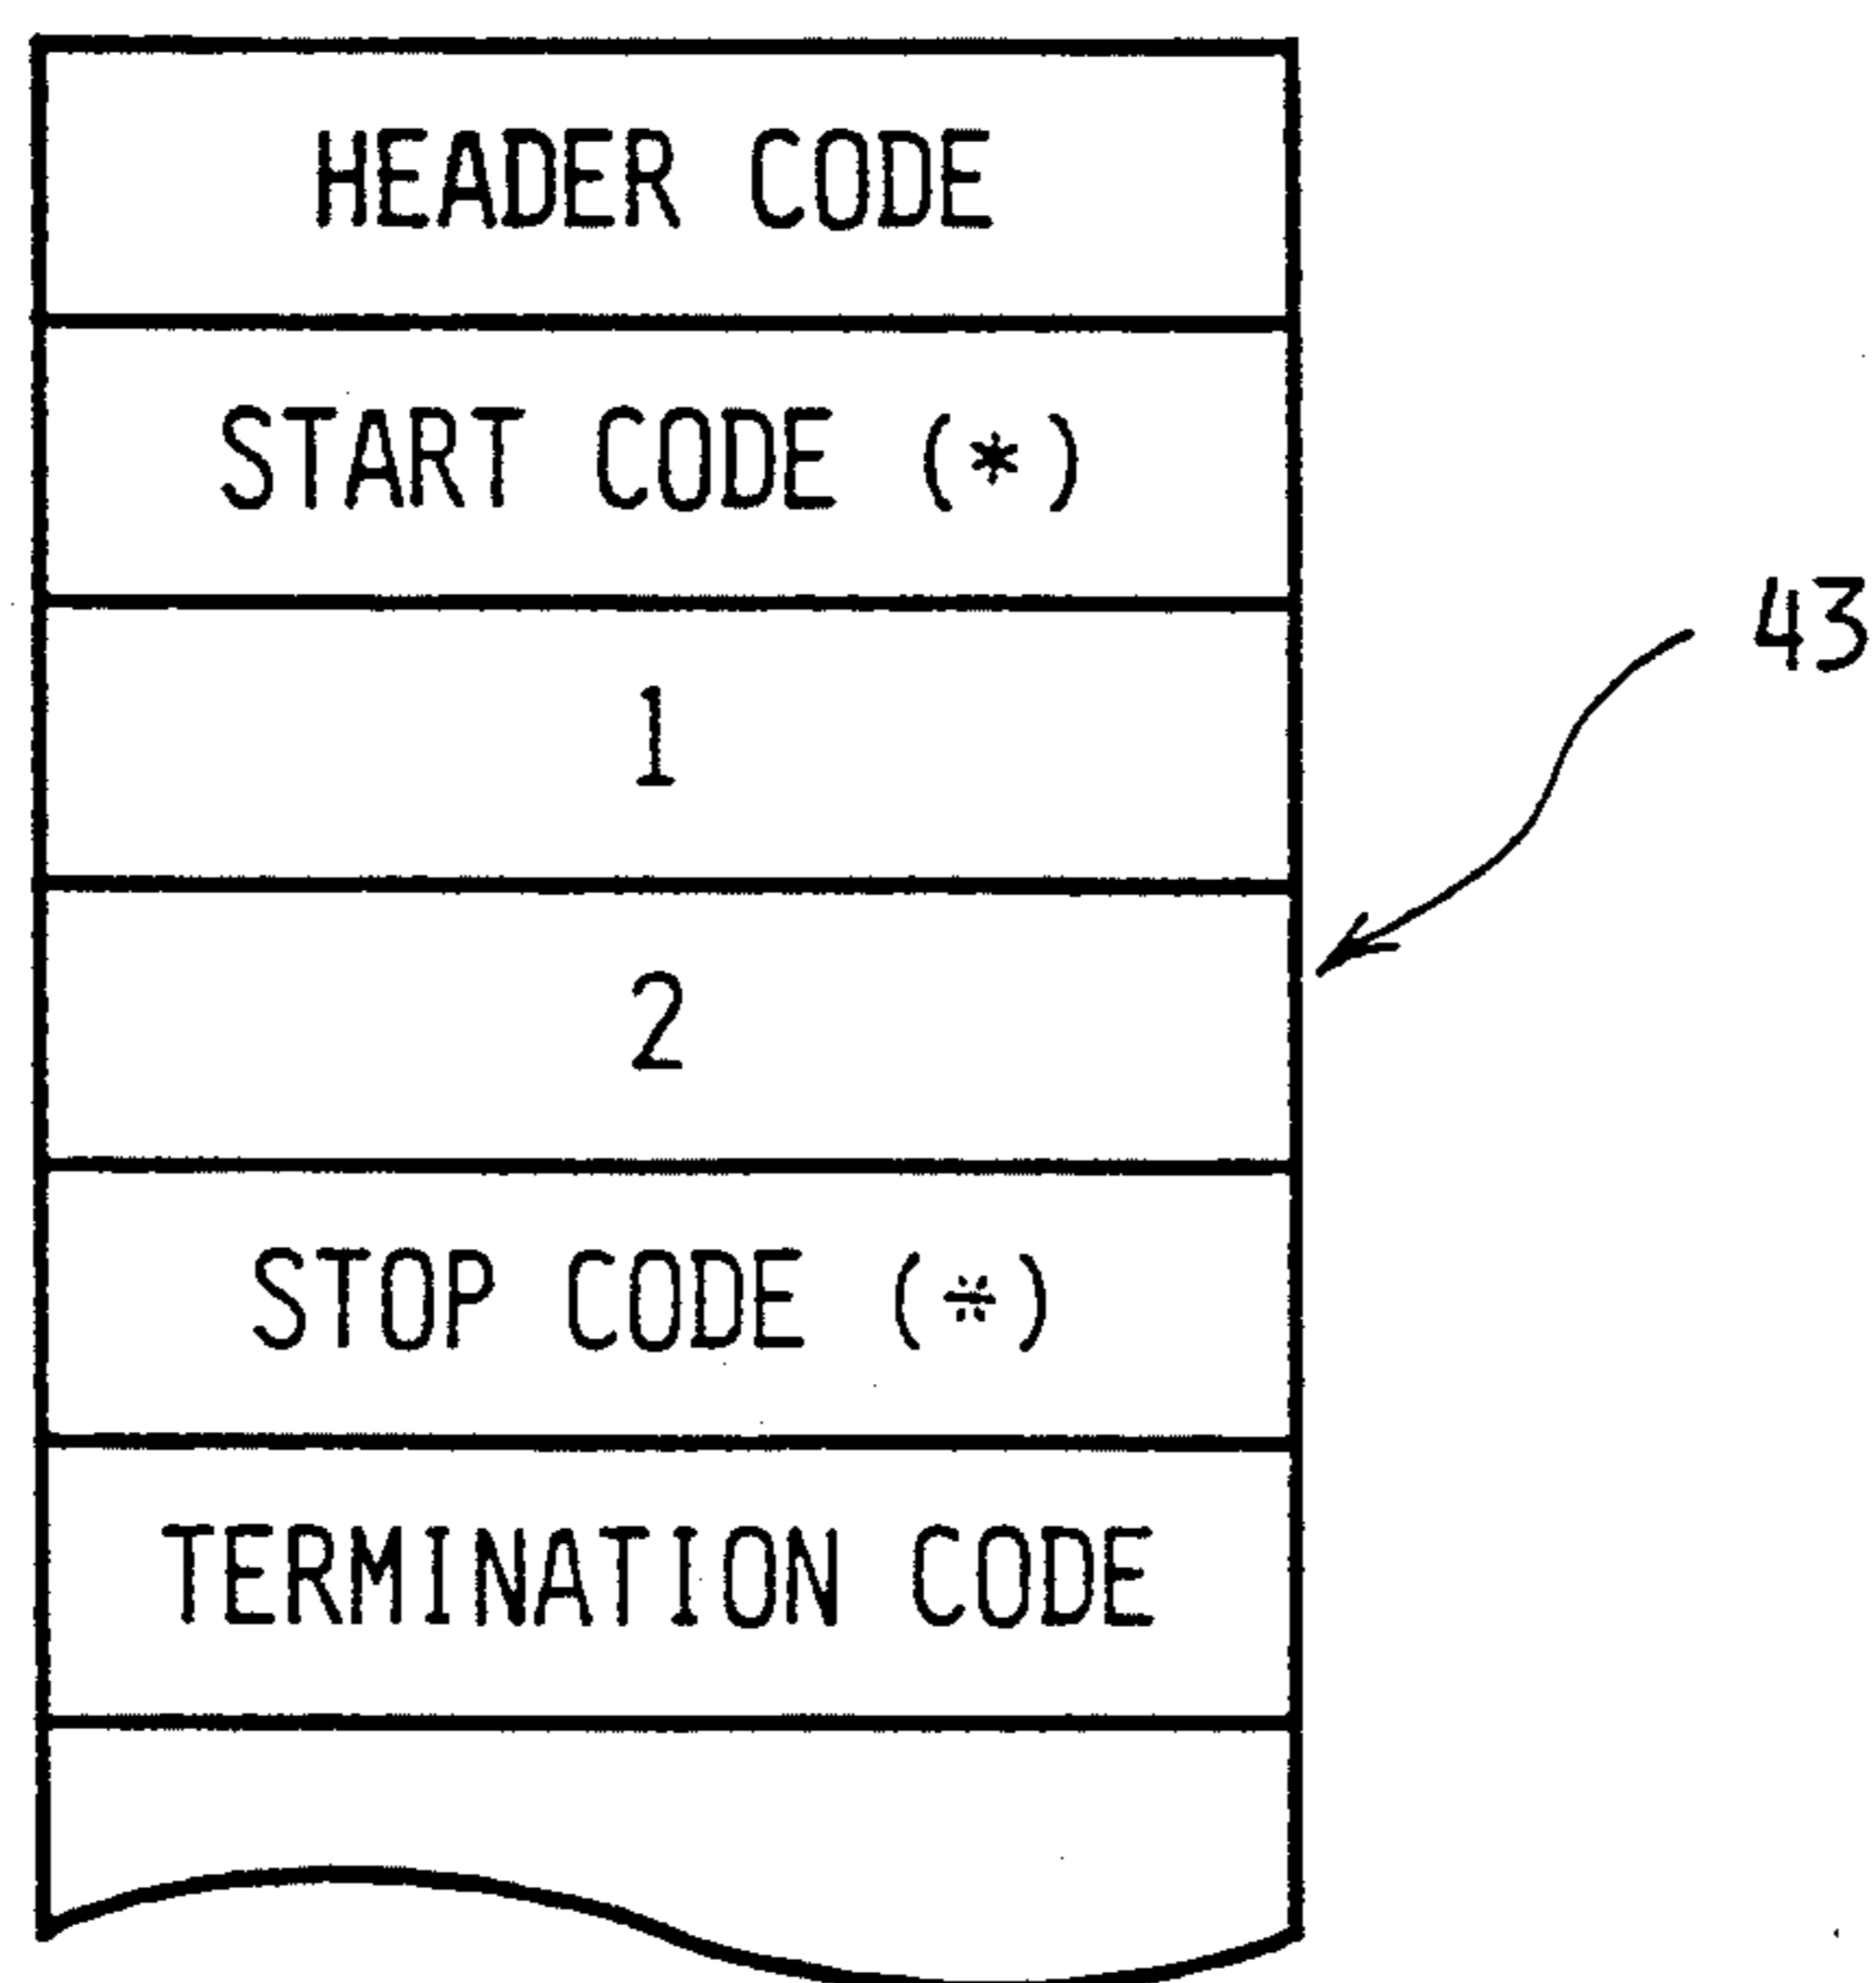 HEADER CODE
START CODE (*)
43
1
2
STOP CODE (*)
TERMINATION CODE